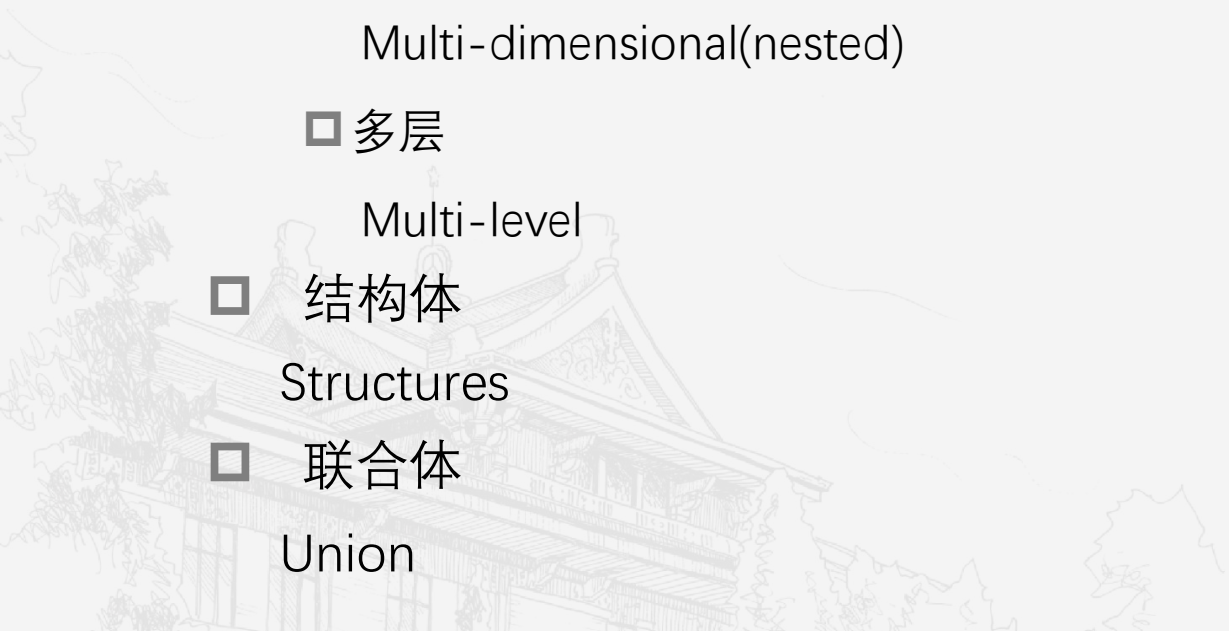 Multi-dimensional(nested)
多层
Multi-level
结构体
Structures
联合体
Union